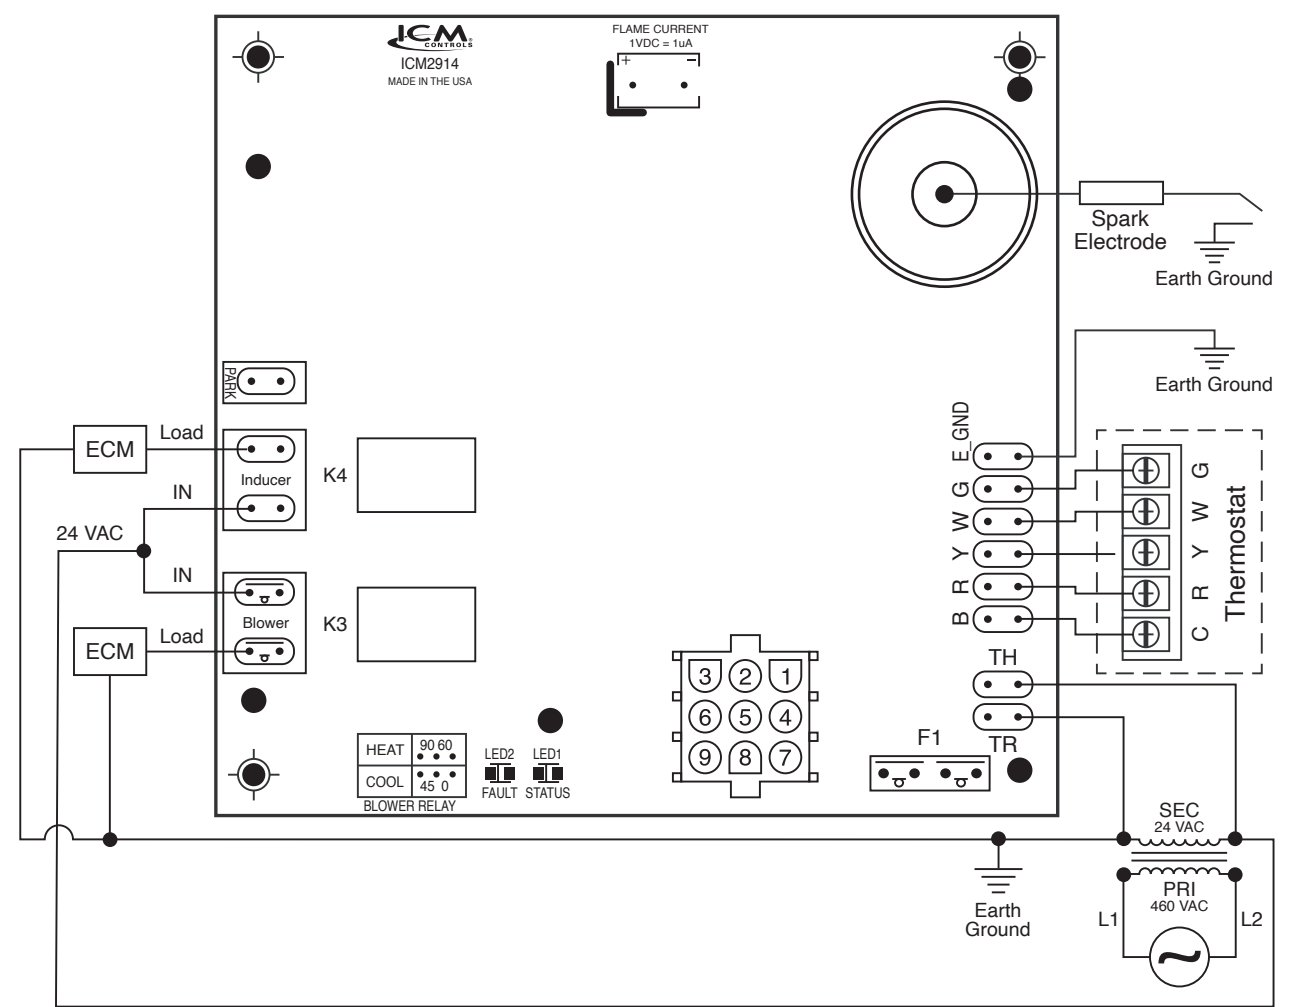 ICM®
CONTROLS
ICM2914
MADE IN THE USA
FLAME CURRENT
1VDC = 1uA
+ −
Spark
Electrode
Earth Ground
Earth Ground
PARK
ECM
Load
Inducer
IN
K4
24 VAC
IN
Blower
K3
ECM
Load
E_GND
G
W
Y
R
B
G
W
Y
R
C
Thermostat
TH
TR
F1
3 2 1
6 5 4
9 8 7
HEAT 90 60
COOL 45 0
BLOWER RELAY
LED2
FAULT
LED1
STATUS
SEC
24 VAC
PRI
460 VAC
L1
L2
Earth
Ground